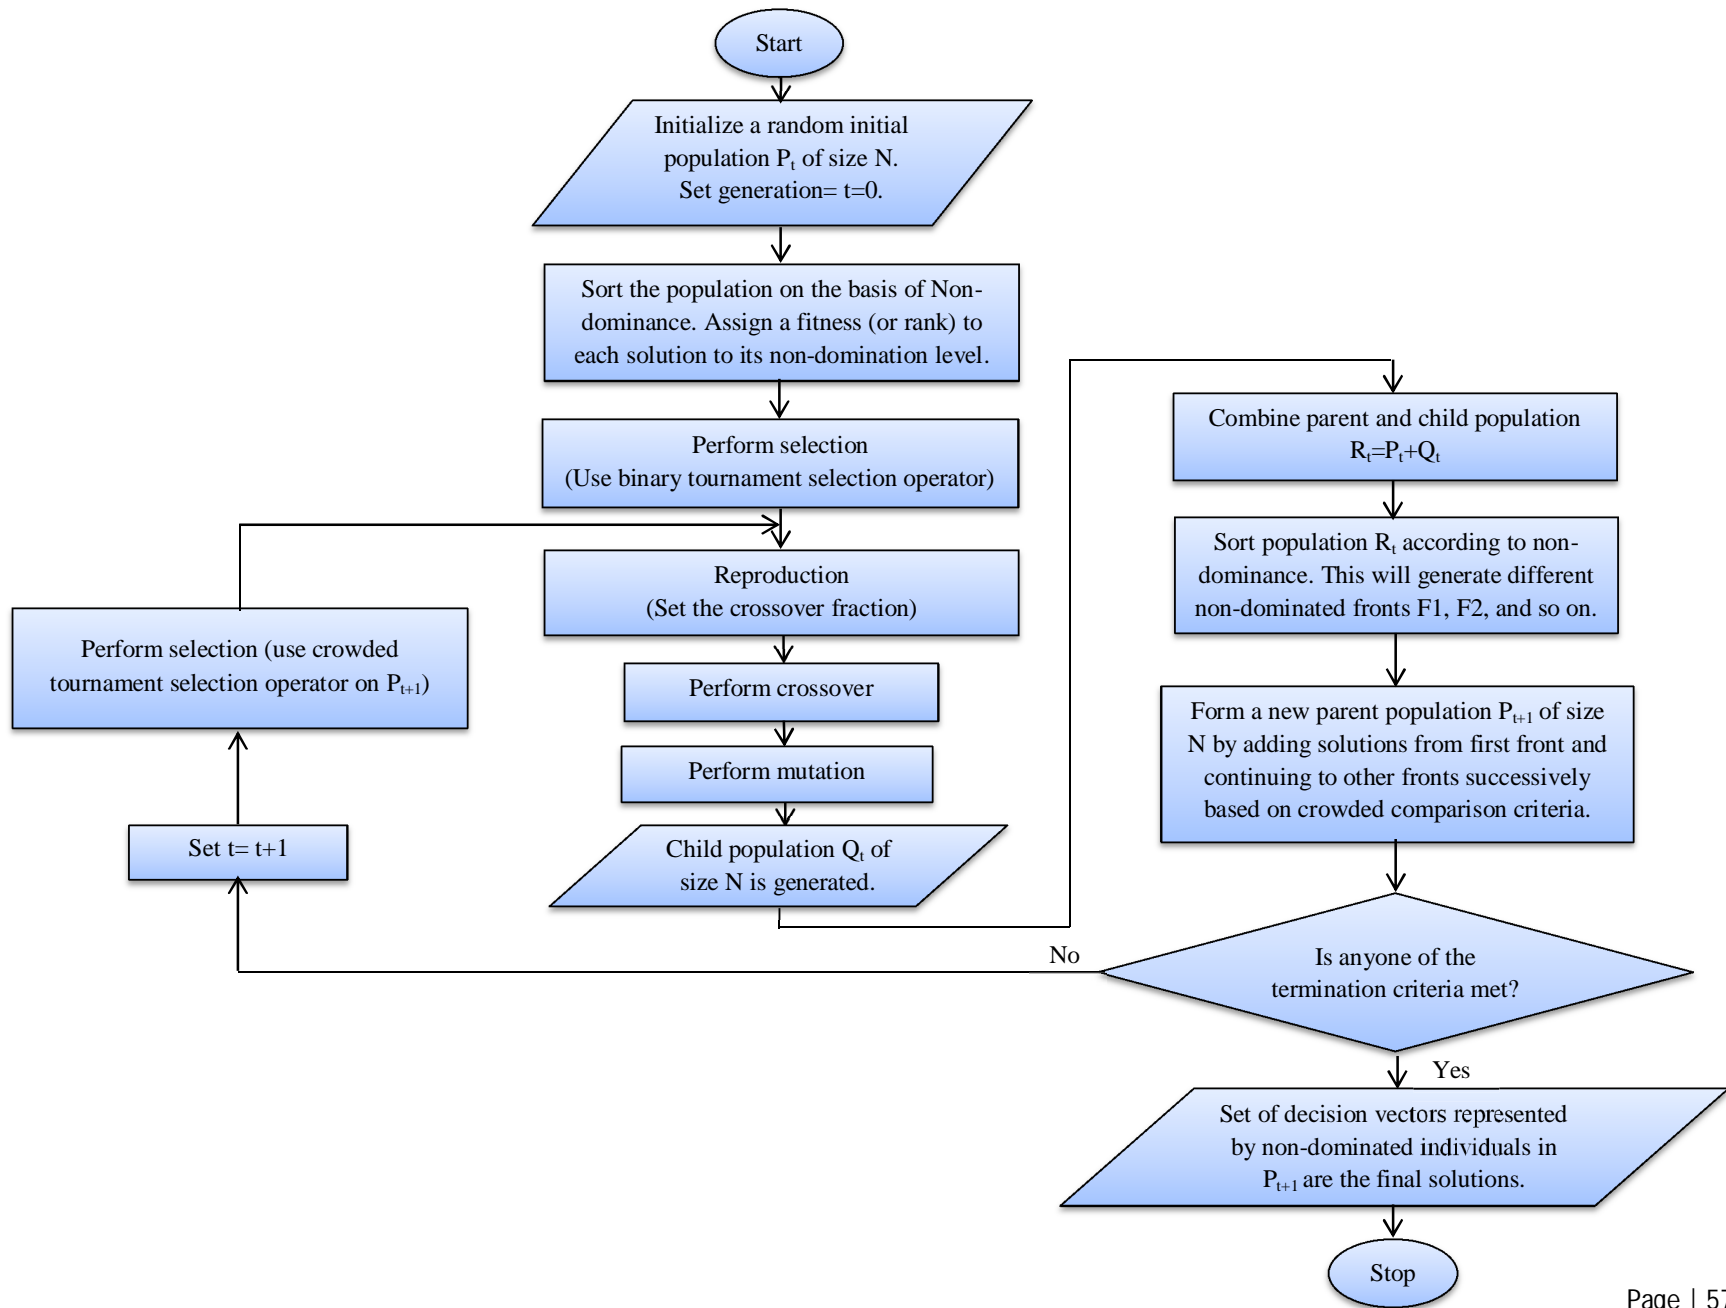 Start
Initialize a random initial
population Pt of size N.
Set generation= t=0.
Sort the population on the basis of Non-
dominance. Assign a fitness (or rank) to
each solution to its non-domination level.
Perform selection
(Use binary tournament selection operator)
Reproduction
(Set the crossover fraction)
Perform crossover
Perform mutation
Child population Qt of
size N is generated.
Combine parent and child population
Rt=Pt+Qt
Sort population Rt according to non-
dominance. This will generate different
non-dominated fronts F1, F2, and so on.
Form a new parent population Pt+1 of size
N by adding solutions from first front and
continuing to other fronts successively
based on crowded comparison criteria.
Is anyone of the
termination criteria met?
No
Set t= t+1
Perform selection (use crowded
tournament selection operator on Pt+1)
Yes
Set of decision vectors represented
by non-dominated individuals in
Pt+1 are the final solutions.
Stop
Page | 57